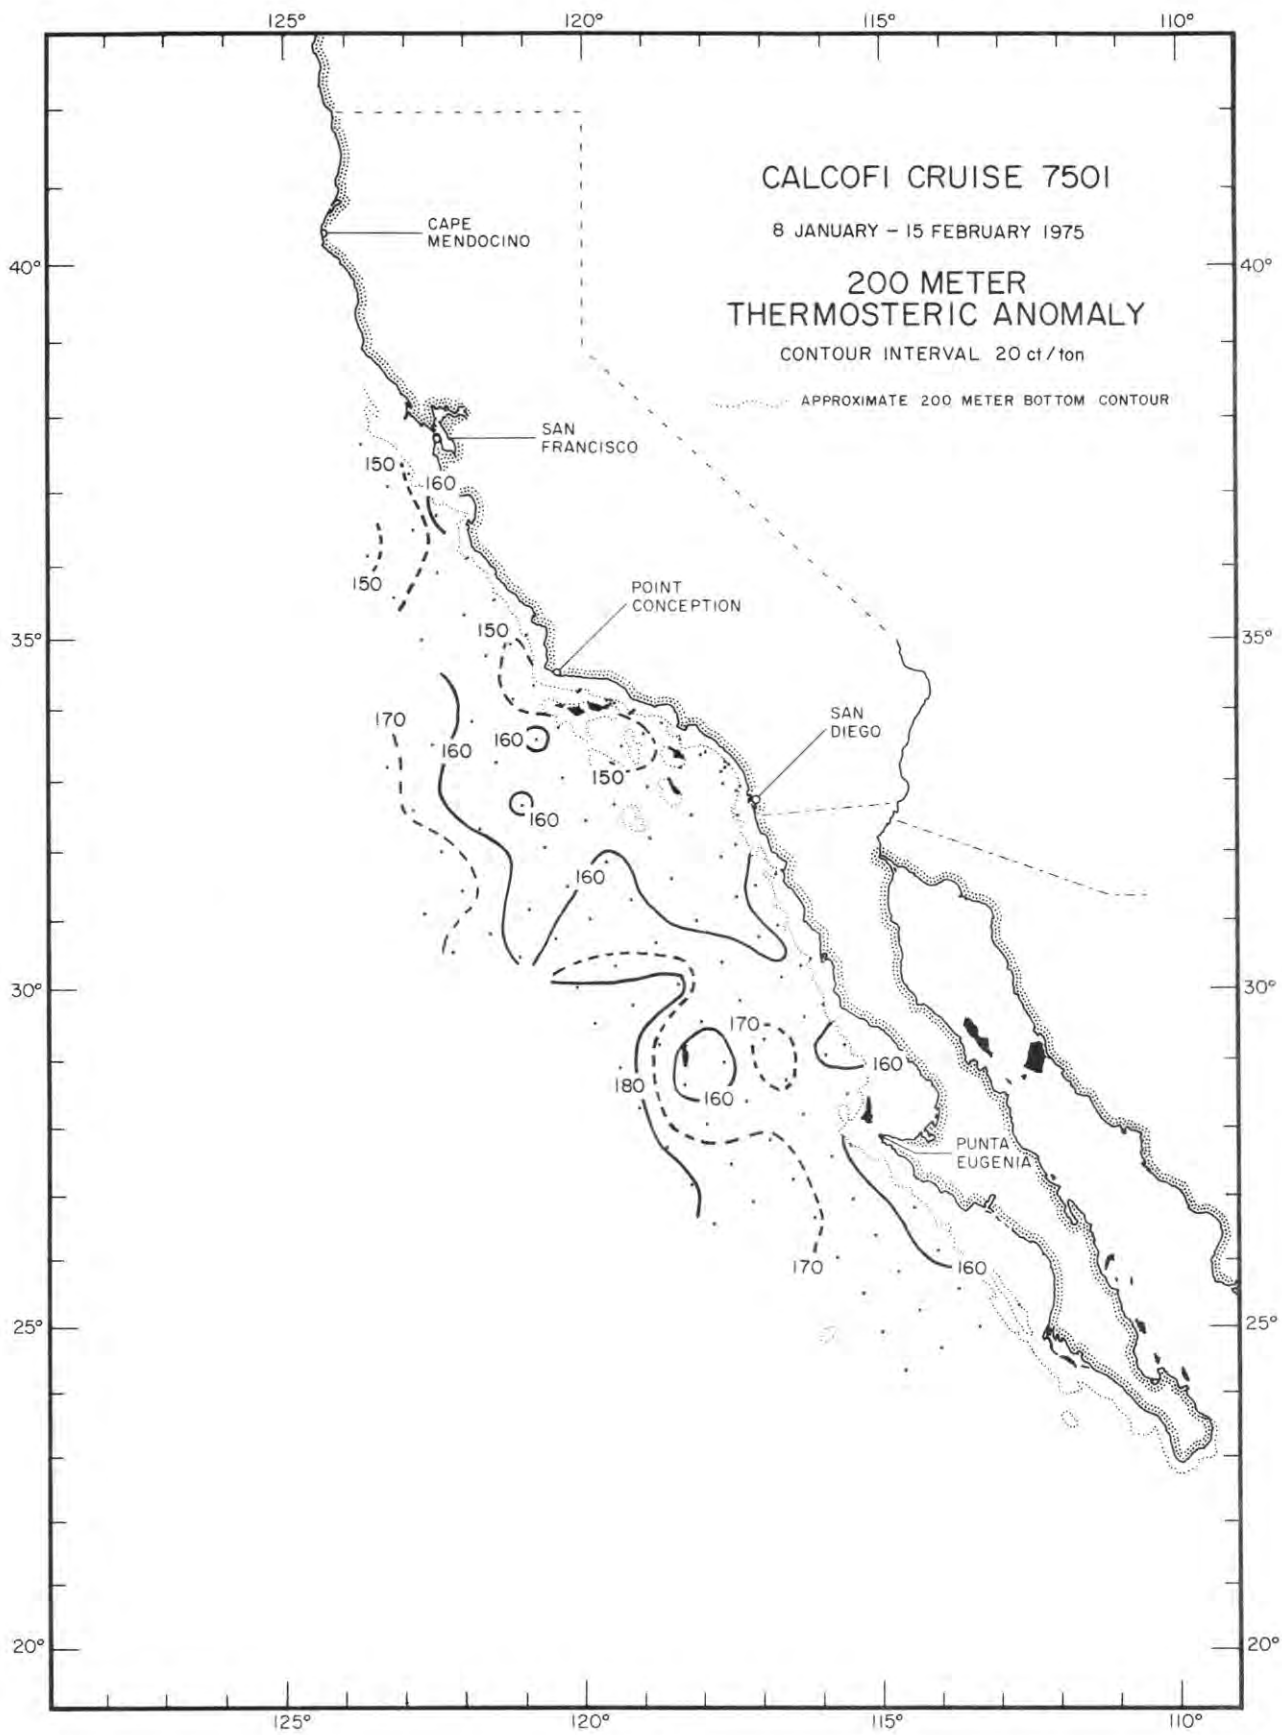 125° 120° 115° 110°
CALCOFI CRUISE 7501
8 JANUARY – 15 FEBRUARY 1975
CAPE
MENDOCINO
40° 40°
200 METER
THERMOSTERIC ANOMALY
CONTOUR INTERVAL 20 ct/ton
APPROXIMATE 200 METER BOTTOM CONTOUR
SAN
FRANCISCO
150
160
150
POINT
CONCEPTION
150
35° 35°
170
160
160
SAN
DIEGO
150
160
160
30° 30°
170
160
180
160
PUNTA
EUGENIA
170
160
25° 25°
20° 20°
125° 120° 115° 110°